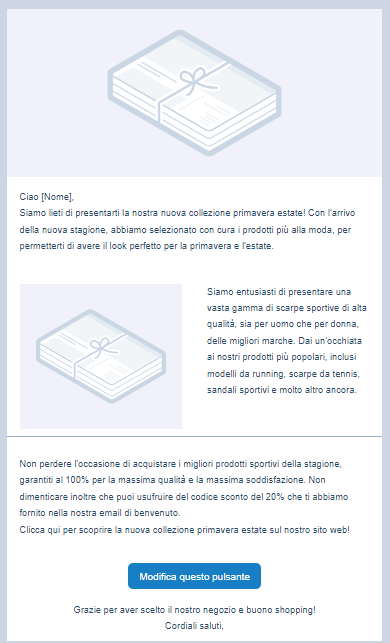 Ciao [Nome],
Siamo lieti di presentarti la nostra nuova collezione primavera estate! Con l'arrivo
della nuova stagione, abbiamo selezionato con cura i prodotti più alla moda, per
permetterti di avere il look perfetto per la primavera e l'estate.
Siamo entusiasti di presentare una
vasta gamma di scarpe sportive di alta
qualità, sia per uomo che per donna,
delle migliori marche. Dai un'occhiata
ai nostri prodotti più popolari, inclusi
modelli da running, scarpe da tennis,
sandali sportivi e molto altro ancora.
Non perdere l'occasione di acquistare i migliori prodotti sportivi della stagione,
garantiti al 100% per la massima qualità e la massima soddisfazione. Non
dimenticare inoltre che puoi usufruire del codice sconto del 20% che ti abbiamo
fornito nella nostra email di benvenuto.
Clicca qui per scoprire la nuova collezione primavera estate sul nostro sito web!
Modifica questo pulsante
Grazie per aver scelto il nostro negozio e buono shopping!
Cordiali saluti,